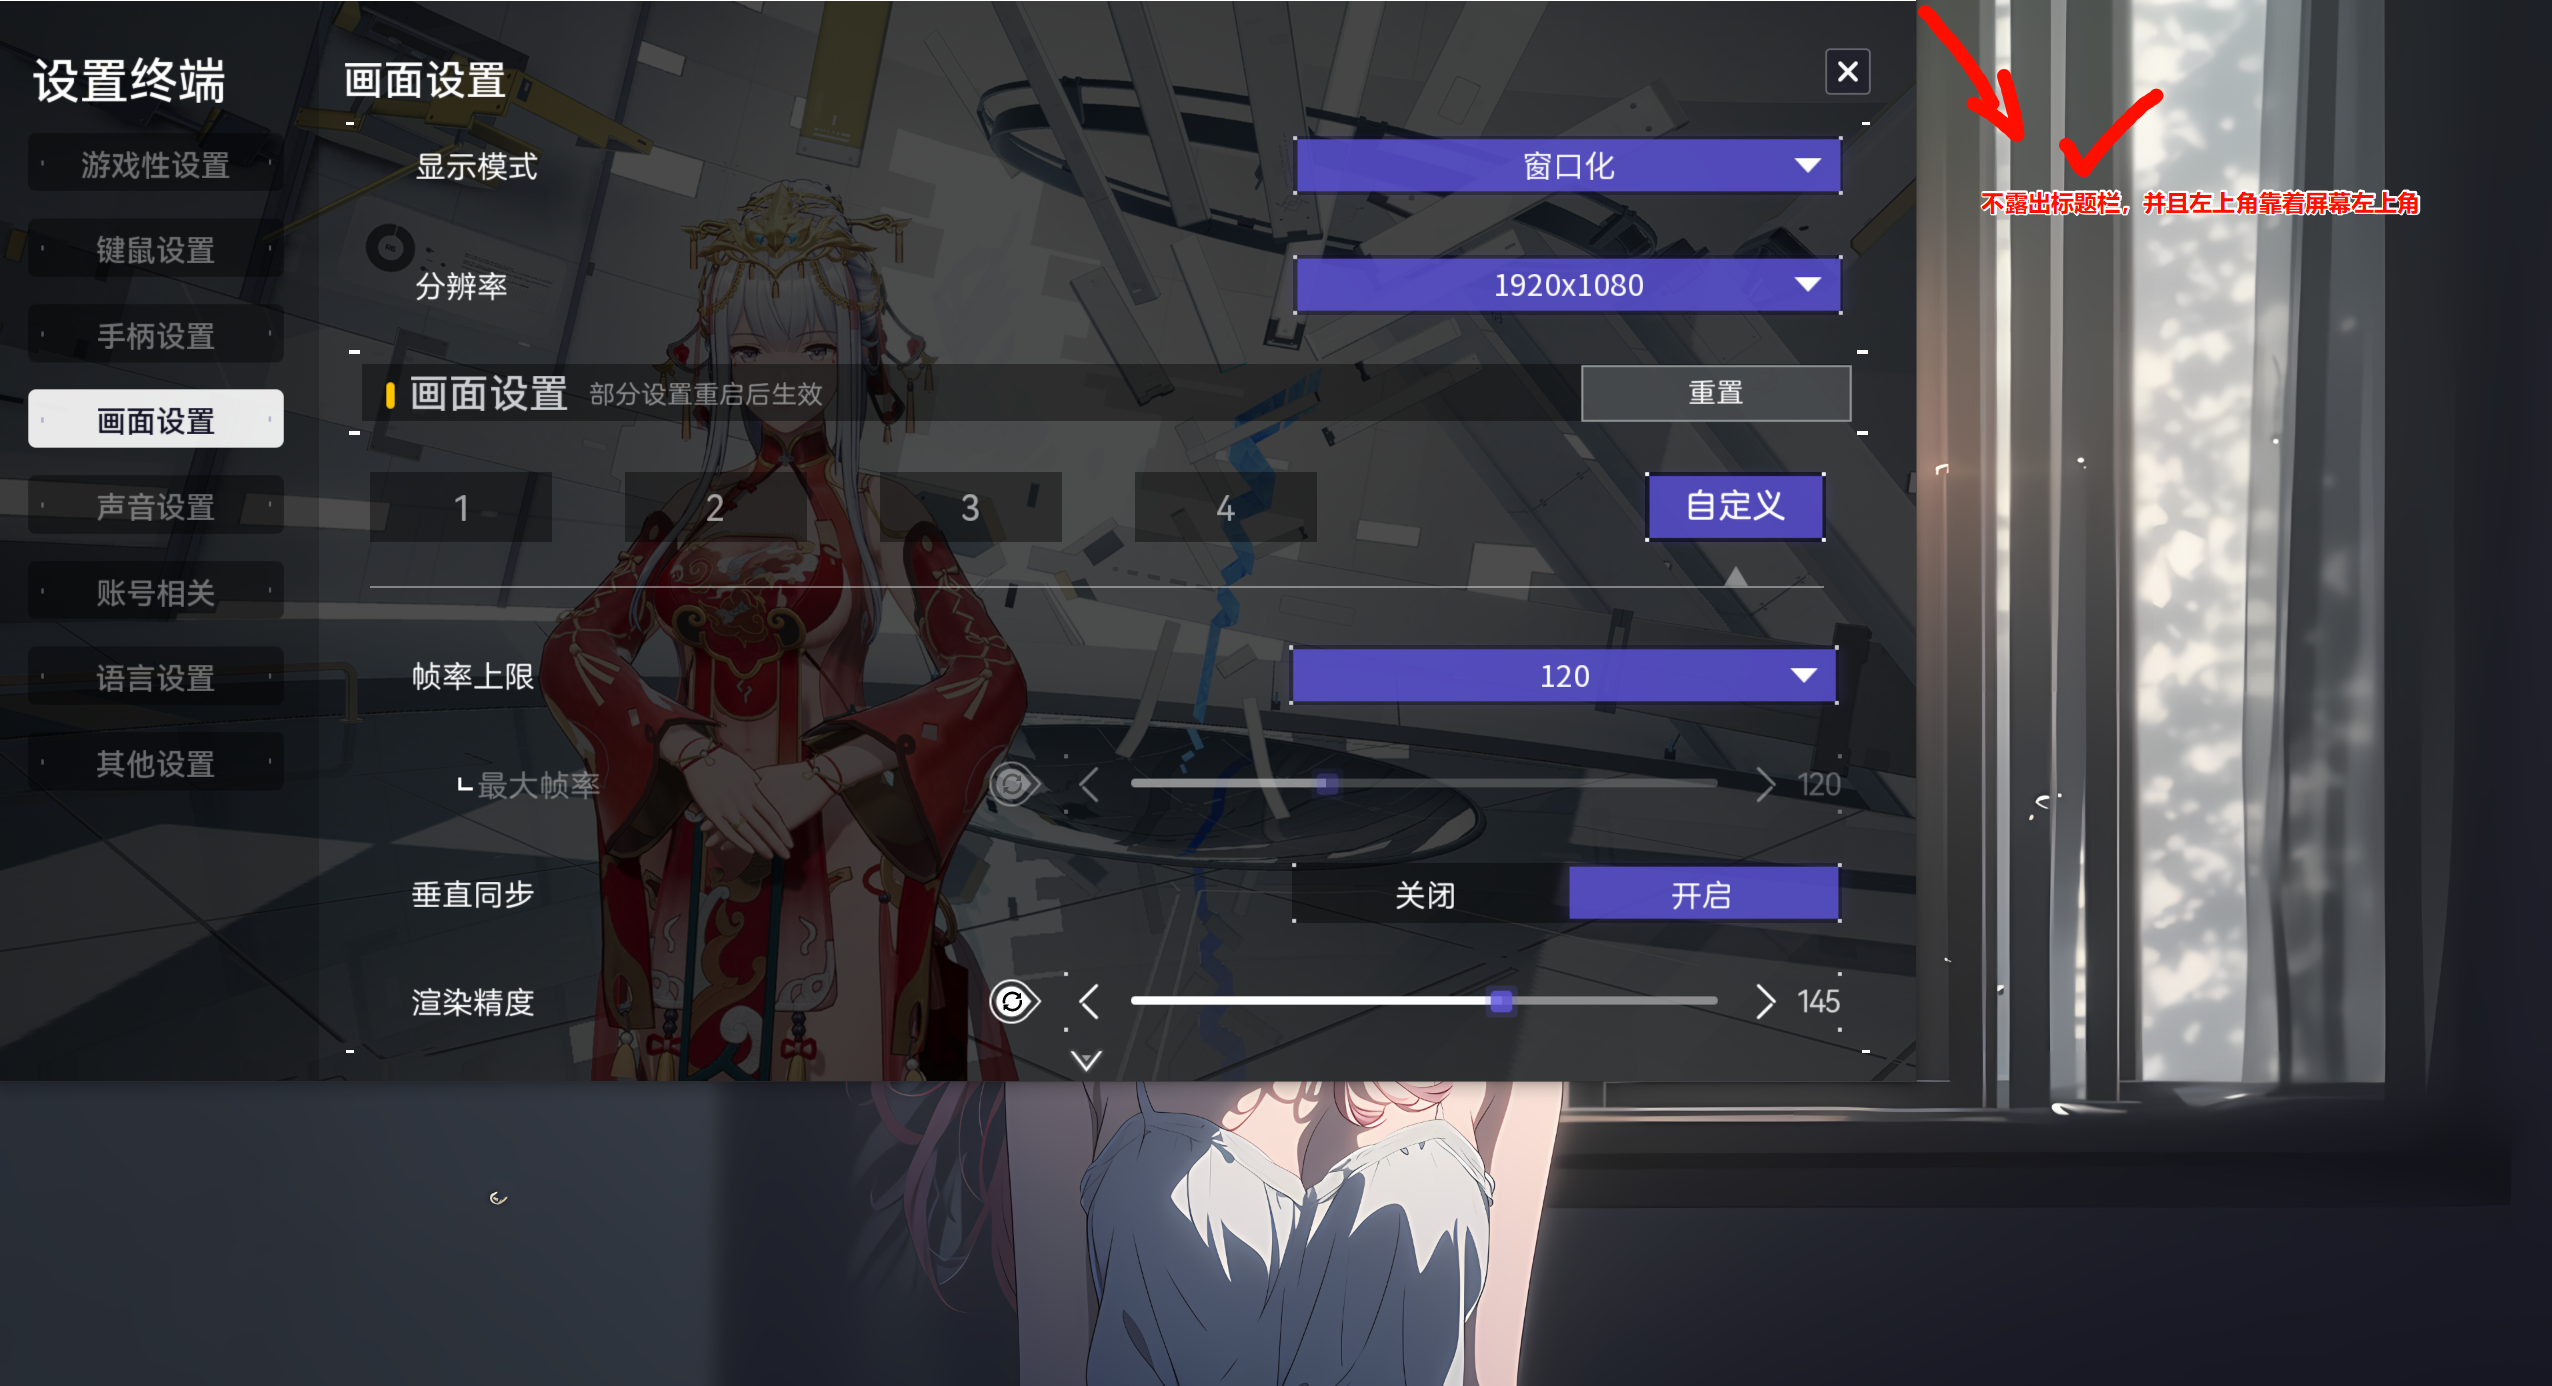 设置终端
游戏性设置
键鼠设置
手柄设置
画面设置
声音设置
账号相关
语言设置
其他设置
画面设置
显示模式
窗口化
分辨率
1920x1080
画面设置 部分设置重启后生效
重置
1 2 3 4 自定义
帧率上限
120
最大帧率
120
垂直同步
关闭 开启
渲染精度
145
不露出标题栏，并且左上角靠着屏幕左上角